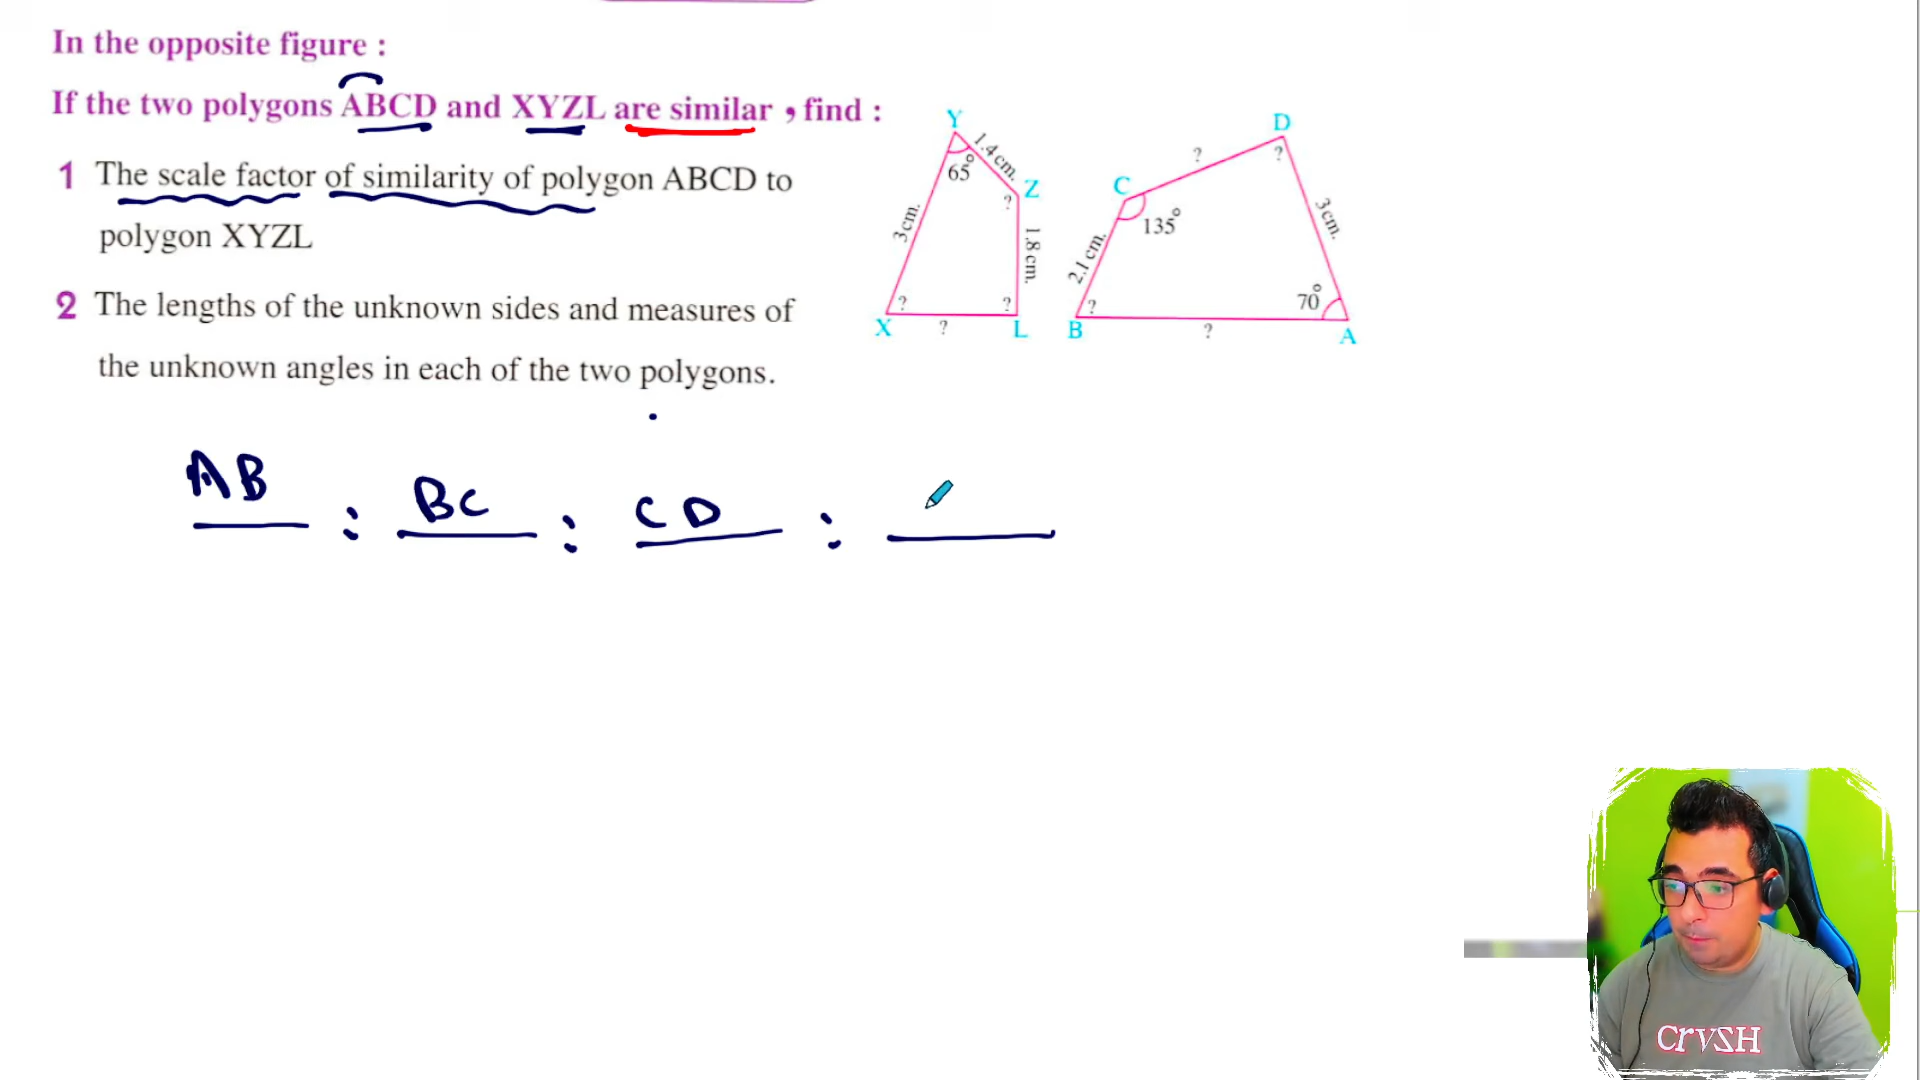 In the opposite figure :
If the two polygons ABCD and XYZL are similar , find :
1 The scale factor of similarity of polygon ABCD to
polygon XYZL
2 The lengths of the unknown sides and measures of
the unknown angles in each of the two polygons.
Y
1.4 cm.
65°
Z
?
3 cm.
1.8 cm.
?
?
X
?
L
D
?
?
C
135°
3 cm.
2.1 cm.
70°
?
B
?
A
AB : BC : CD :
CRVSH